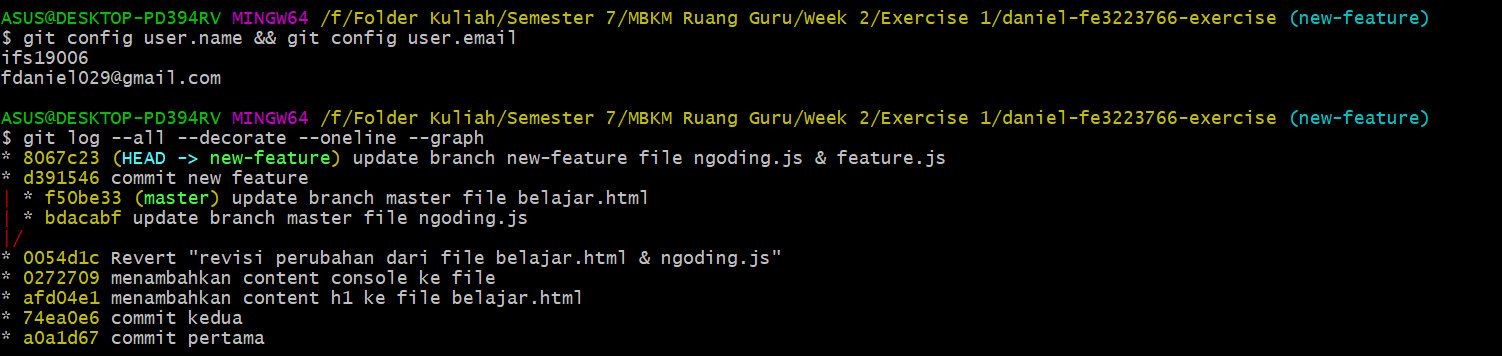 ASUS@DESKTOP-PD394RV MINGW64 /f/Folder Kuliah/Semester 7/MBKM Ruang Guru/Week 2/Exercise 1/daniel-fe3223766-exercise (new-feature)
$ git config user.name && git config user.email
ifs19006
fdaniel029@gmail.com
ASUS@DESKTOP-PD394RV MINGW64 /f/Folder Kuliah/Semester 7/MBKM Ruang Guru/Week 2/Exercise 1/daniel-fe3223766-exercise (new-feature)
$ git log --all --decorate --oneline --graph
* 8067c23 (HEAD -> new-feature) update branch new-feature file ngoding.js & feature.js
* d391546 commit new feature
| * f50be33 (master) update branch master file belajar.html
| * bdacabf update branch master file ngoding.js
|/
* 0054d1c Revert "revisi perubahan dari file belajar.html & ngoding.js"
* 0272709 menambahkan content console ke file
* afd04e1 menambahkan content h1 ke file belajar.html
* 74ea0e6 commit kedua
* a0a1d67 commit pertama